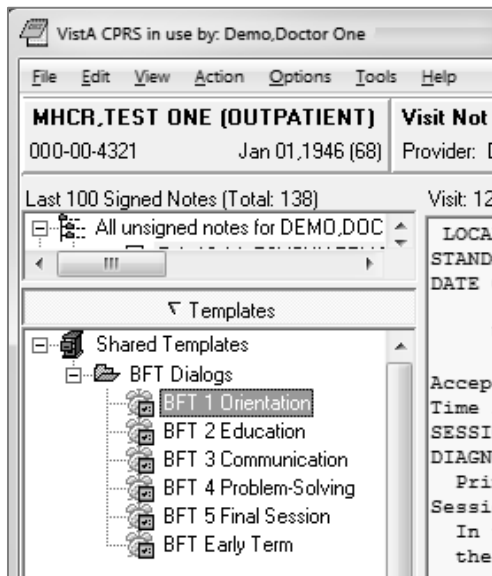 VistA CPRS in use by: Demo,Doctor One
File Edit View Action Options Tools Help
MHCR,TEST ONE (OUTPATIENT) Visit Not
000-00-4321 Jan 01,1946 (68) Provider:
Last 100 Signed Notes (Total: 138) Visit: 12
All unsigned notes for DEMO,DOC
LOCA
STAND
DATE
Templates
Shared Templates
BFT Dialogs
BFT 1 Orientation
BFT 2 Education
BFT 3 Communication
BFT 4 Problem-Solving
BFT 5 Final Session
BFT Early Term
Accep
Time
SESSI
DIAGN
Pri
Sessi
In
the